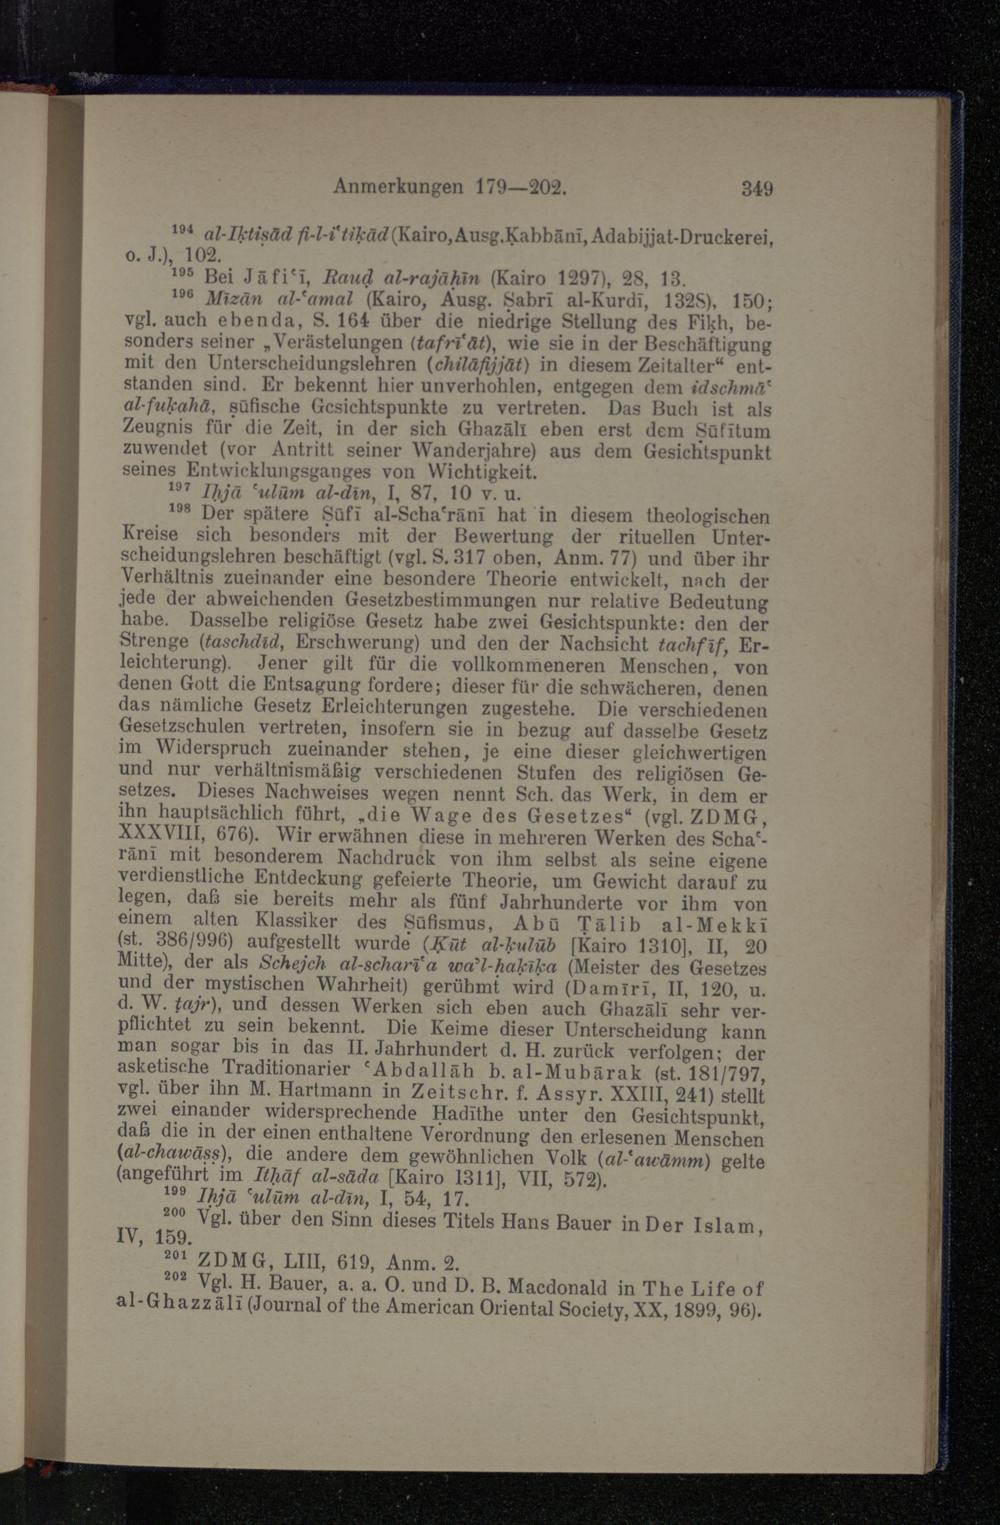 Anmerkungen 179—202. 349
¹⁹⁴ al-Iḳtiṣād fi-l-iʿtiḳād (Kairo, Ausg. Ḳabbānī, Adabijjat-Druckerei,
o. J.), 102.
¹⁹⁵ Bei Jāfiʿī, Rauḍ al-rajāḥīn (Kairo 1297), 28, 13.
¹⁹⁶ Mīzān al-ʿamal (Kairo, Ausg. Ṣabrī al-Kurdī, 1328), 150;
vgl. auch ebenda, S. 164 über die niedrige Stellung des Fiḳh, be-
sonders seiner „Verästelungen (tafrīʿāt), wie sie in der Beschäftigung
mit den Unterscheidungslehren (chilāfijjāt) in diesem Zeitalter“ ent-
standen sind. Er bekennt hier unverhohlen, entgegen dem idschmāʿ
al-fuḳahā, ṣūfische Gesichtspunkte zu vertreten. Das Buch ist als
Zeugnis für die Zeit, in der sich Ghazālī eben erst dem Ṣūfītum
zuwendet (vor Antritt seiner Wanderjahre) aus dem Gesichtspunkt
seines Entwicklungsganges von Wichtigkeit.
¹⁹⁷ Iḥjā ʿulūm al-dīn, I, 87, 10 v. u.
¹⁹⁸ Der spätere Ṣūfī al-Schaʿrānī hat in diesem theologischen
Kreise sich besonders mit der Bewertung der rituellen Unter-
scheidungslehren beschäftigt (vgl. S. 317 oben, Anm. 77) und über ihr
Verhältnis zueinander eine besondere Theorie entwickelt, nach der
jede der abweichenden Gesetzbestimmungen nur relative Bedeutung
habe. Dasselbe religiöse Gesetz habe zwei Gesichtspunkte: den der
Strenge (taschdīd, Erschwerung) und den der Nachsicht tachfīf, Er-
leichterung). Jener gilt für die vollkommeneren Menschen, von
denen Gott die Entsagung fordere; dieser für die schwächeren, denen
das nämliche Gesetz Erleichterungen zugestehe. Die verschiedenen
Gesetzschulen vertreten, insofern sie in bezug auf dasselbe Gesetz
im Widerspruch zueinander stehen, je eine dieser gleichwertigen
und nur verhältnismäßig verschiedenen Stufen des religiösen Ge-
setzes. Dieses Nachweises wegen nennt Sch. das Werk, in dem er
ihn hauptsächlich führt, „die Wage des Gesetzes“ (vgl. ZDMG,
XXXVIII, 676). Wir erwähnen diese in mehreren Werken des Schaʿ-
rānī mit besonderem Nachdruck von ihm selbst als seine eigene
verdienstliche Entdeckung gefeierte Theorie, um Gewicht darauf zu
legen, daß sie bereits mehr als fünf Jahrhunderte vor ihm von
einem alten Klassiker des Ṣūfismus, Abū Ṭālib al-Mekkī
(st. 386/996) aufgestellt wurde (Ḳūt al-ḳulūb [Kairo 1310], II, 20
Mitte), der als Schejch al-scharīʿa waʾl-ḥaḳīḳa (Meister des Gesetzes
und der mystischen Wahrheit) gerühmt wird (Damīrī, II, 120, u.
d. W. ṭajr), und dessen Werken sich eben auch Ghazālī sehr ver-
pflichtet zu sein bekennt. Die Keime dieser Unterscheidung kann
man sogar bis in das II. Jahrhundert d. H. zurück verfolgen; der
asketische Traditionarier ʿAbdallāh b. al-Mubārak (st. 181/797,
vgl. über ihn M. Hartmann in Zeitschr. f. Assyr. XXIII, 241) stellt
zwei einander widersprechende Ḥadīthe unter den Gesichtspunkt,
daß die in der einen enthaltene Verordnung den erlesenen Menschen
(al-chawāṣṣ), die andere dem gewöhnlichen Volk (al-ʿawāmm) gelte
(angeführt im Itḥāf al-sāda [Kairo 1311], VII, 572).
¹⁹⁹ Iḥjā ʿulūm al-dīn, I, 54, 17.
²⁰⁰ Vgl. über den Sinn dieses Titels Hans Bauer in Der Islam,
IV, 159.
²⁰¹ ZDMG, LIII, 619, Anm. 2.
²⁰² Vgl. H. Bauer, a. a. O. und D. B. Macdonald in The Life of
al-Ghazzālī (Journal of the American Oriental Society, XX, 1899, 96).